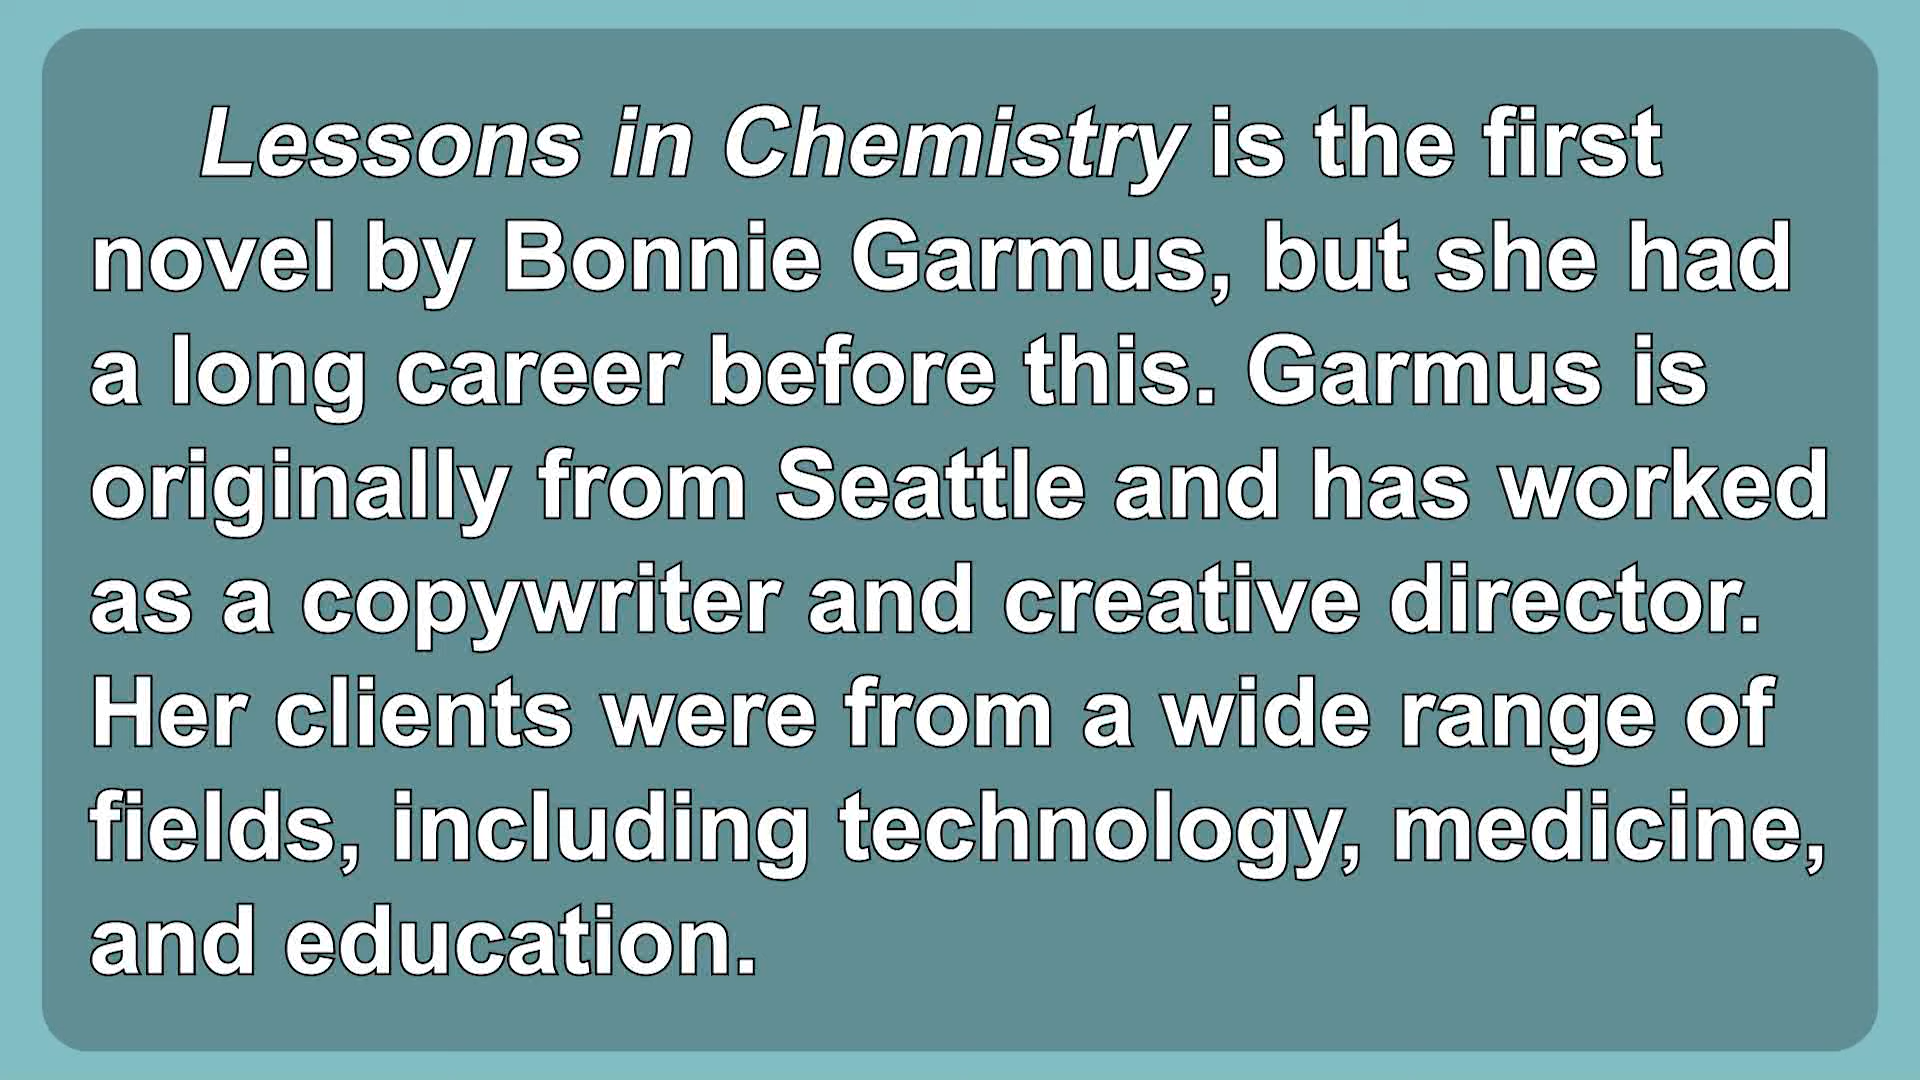 Lessons in Chemistry is the first
novel by Bonnie Garmus, but she had
a long career before this. Garmus is
originally from Seattle and has worked
as a copywriter and creative director.
Her clients were from a wide range of
fields, including technology, medicine,
and education.